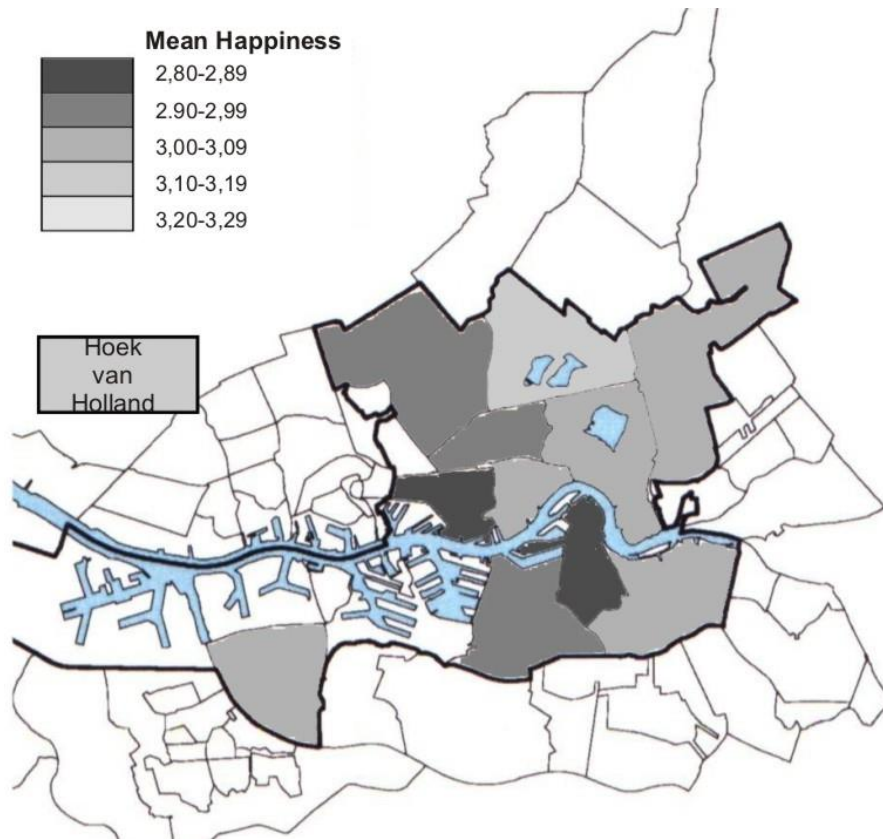 Mean Happiness
2,80-2,89
2.90-2,99
3,00-3,09
3,10-3,19
3,20-3,29
Hoek
van
Holland